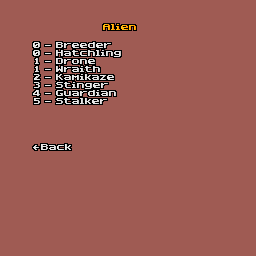 Alien
0 - Breeder
0 - Hatchling
1 - Drone
1 - Wraith
2 - Kamikaze
3 - Stinger
4 - Guardian
5 - Stalker
←Back